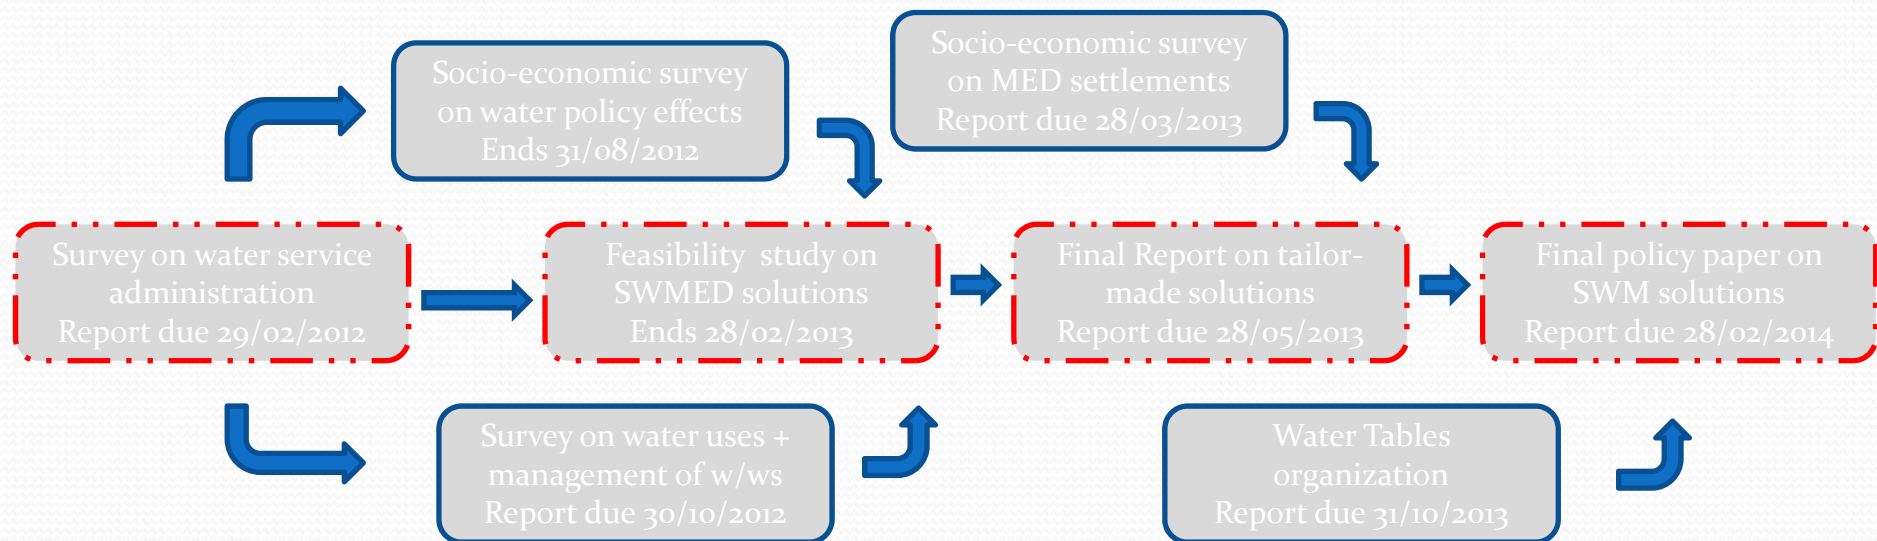 Socio-economic survey
on water policy effects
Ends 31/08/2012
Socio-economic survey
on MED settlements
Report due 28/03/2013
Survey on water service
administration
Report due 29/02/2012
Feasibility study on
SWMED solutions
Ends 28/02/2013
Final Report on tailor-
made solutions
Report due 28/05/2013
Final policy paper on
SWM solutions
Report due 28/02/2014
Survey on water uses +
management of w/ws
Report due 30/10/2012
Water Tables
organization
Report due 31/10/2013